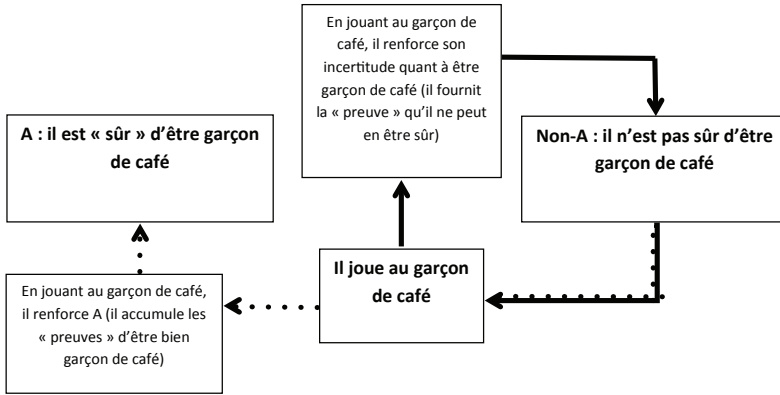 En jouant au garçon de
café, il renforce son
incertitude quant à être
garçon de café (il fournit
la « preuve » qu'il ne peut
en être sûr)
A : il est « sûr » d'être garçon
de café
Non-A : il n'est pas sûr d'être
garçon de café
Il joue au garçon
de café
En jouant au garçon de café,
il renforce A (il accumule les
« preuves » d'être bien
garçon de café)